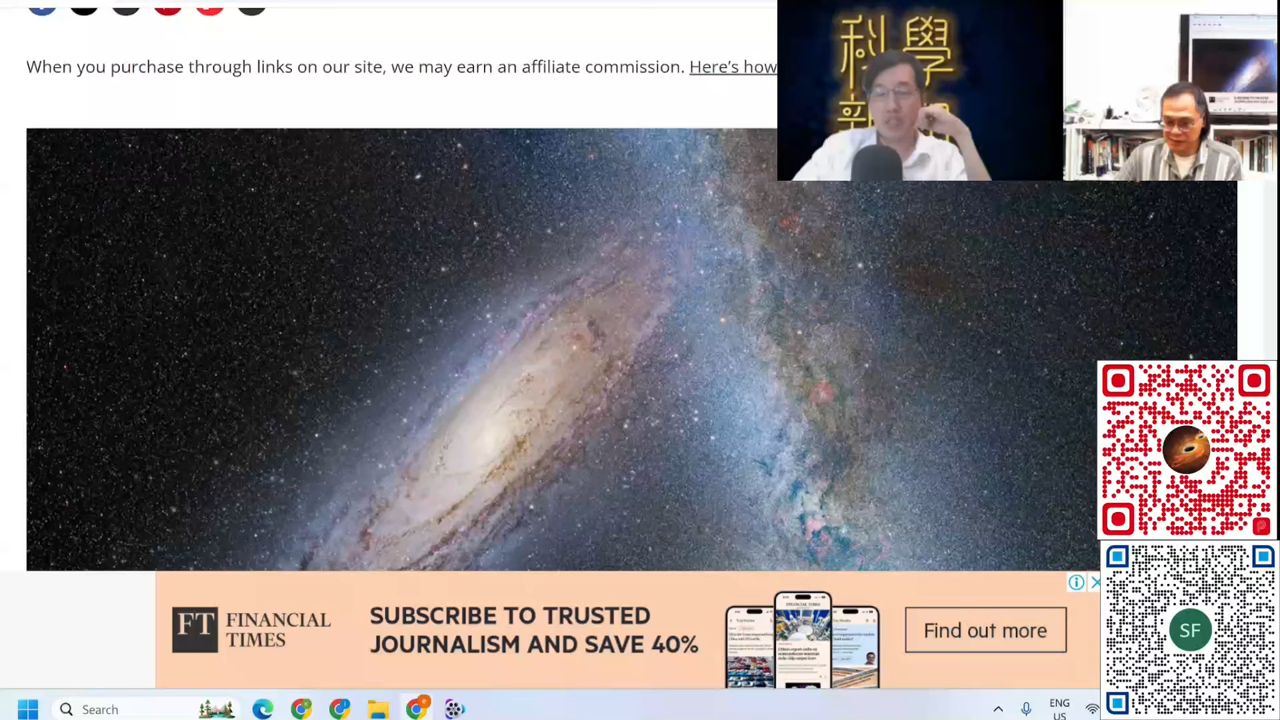 When you purchase through links on our site, we may earn an affiliate commission. Here's how
科學
新
FT FINANCIAL
TIMES
SUBSCRIBE TO TRUSTED
JOURNALISM AND SAVE 40%
Find out more
SF
Search
ENG
US